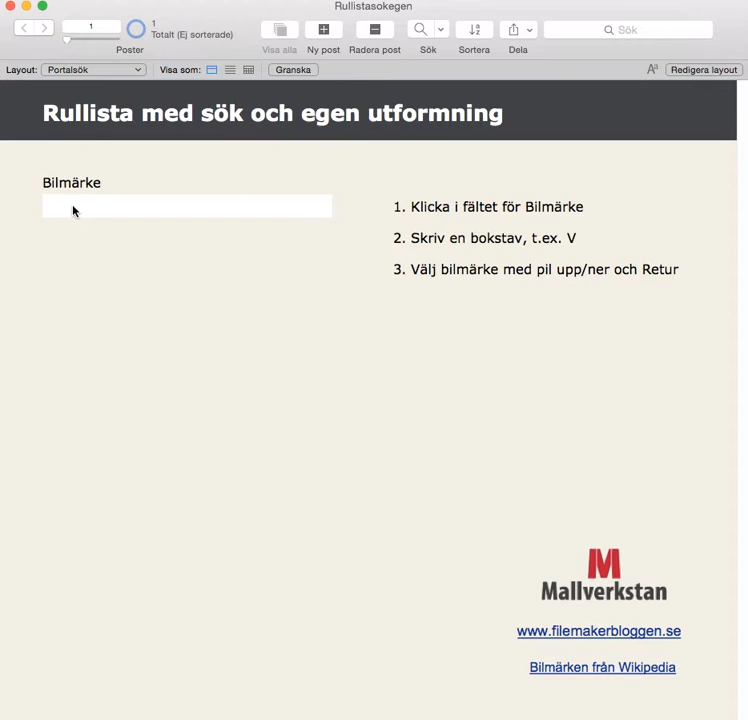 Rullistasokegen
1
1
Totalt (Ej sorterade)
Sök
Poster
Visa alla
Ny post
Radera post
Sök
Sortera
Dela
Layout:
Portalsök
Visa som:
Granska
Aª
Redigera layout
Rullista med sök och egen utformning
Bilmärke
1. Klicka i fältet för Bilmärke
2. Skriv en bokstav, t.ex. V
3. Välj bilmärke med pil upp/ner och Retur
M
Mallverkstan
www.filemakerbloggen.se
Bilmärken från Wikipedia